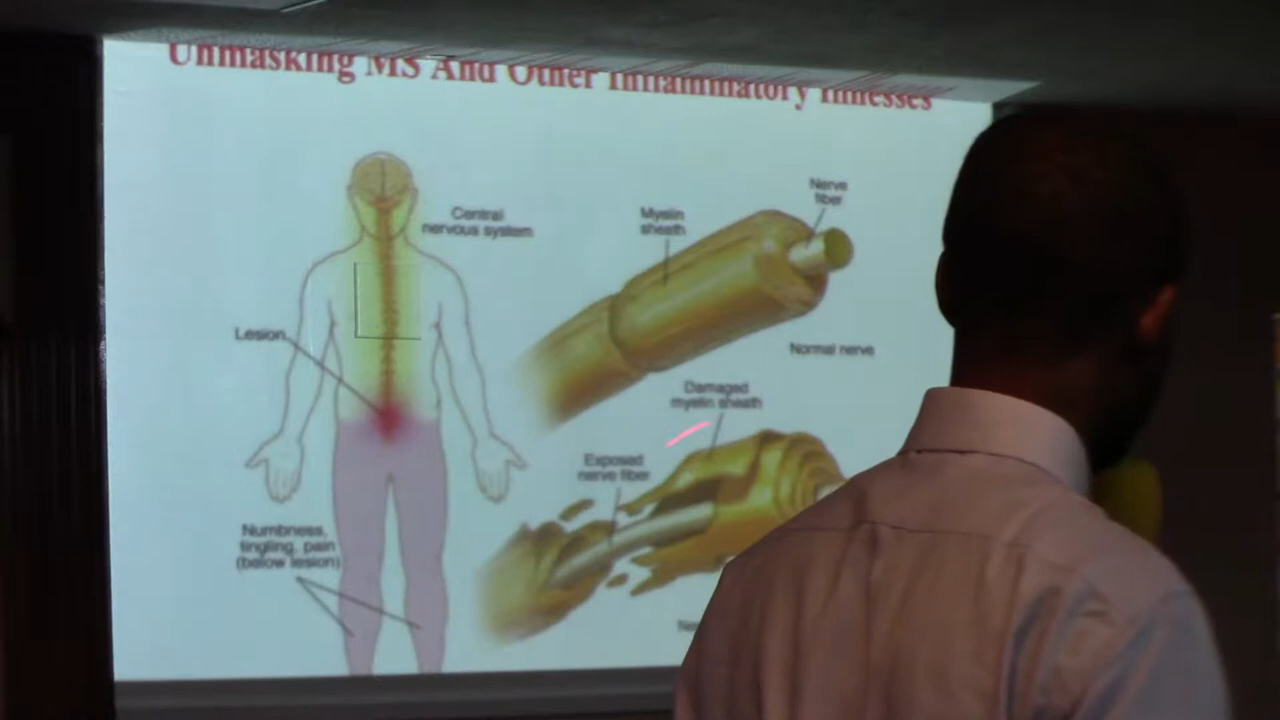 Unmasking MS And Other Inflammatory Illnesses
Central
nervous system
Myelin
sheath
Nerve
fiber
Lesion
Normal nerve
Damaged
myelin sheath
Exposed
nerve fiber
Numbness,
tingling, pain
(below lesion)